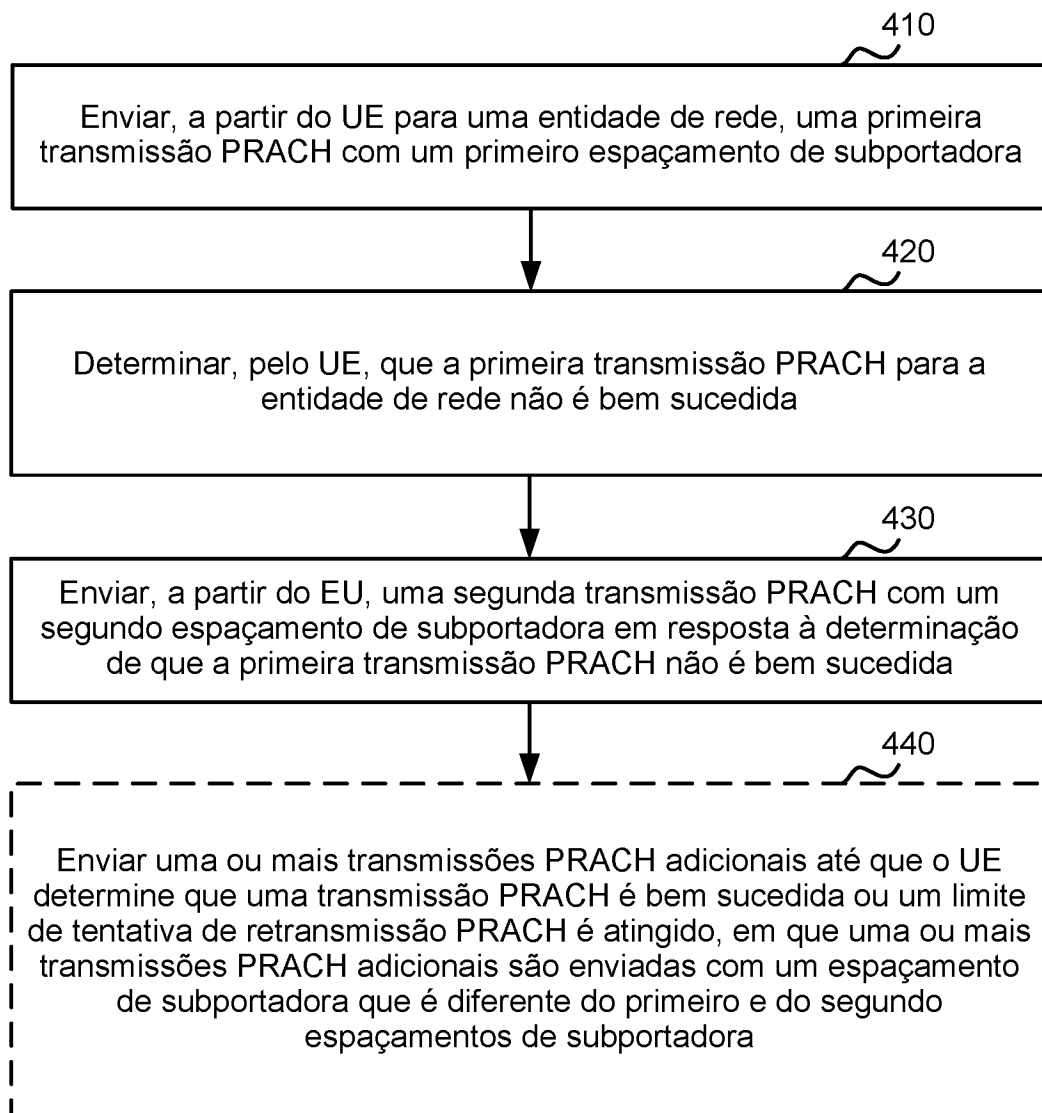 410
Enviar, a partir do UE para uma entidade de rede, uma primeira
transmissão PRACH com um primeiro espaçamento de subportadora
420
Determinar, pelo UE, que a primeira transmissão PRACH para a
entidade de rede não é bem sucedida
430
Enviar, a partir do EU, uma segunda transmissão PRACH com um
segundo espaçamento de subportadora em resposta à determinação
de que a primeira transmissão PRACH não é bem sucedida
440
Enviar uma ou mais transmissões PRACH adicionais até que o UE
determine que uma transmissão PRACH é bem sucedida ou um limite
de tentativa de retransmissão PRACH é atingido, em que uma ou mais
transmissões PRACH adicionais são enviadas com um espaçamento
de subportadora que é diferente do primeiro e do segundo
espaçamentos de subportadora